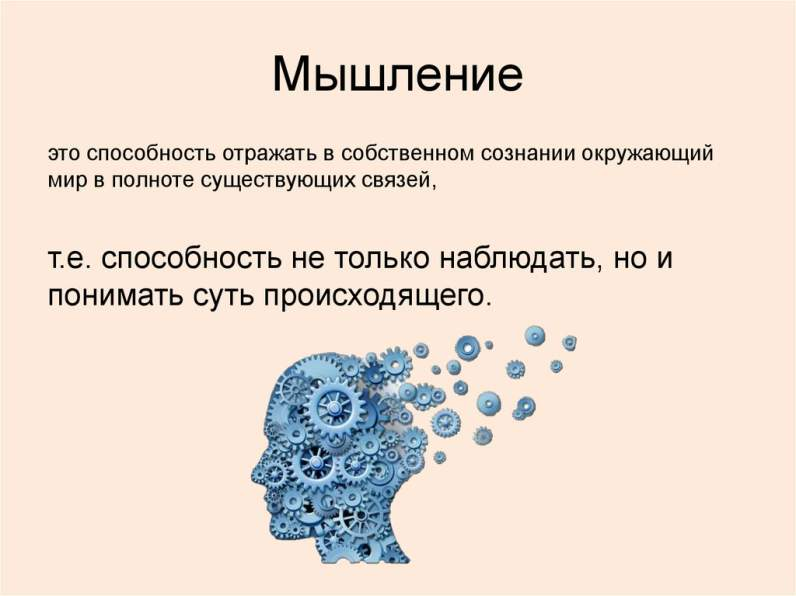 Мышление
это способность отражать в собственном сознании окружающий
мир в полноте существующих связей,
т.е. способность не только наблюдать, но и
понимать суть происходящего.